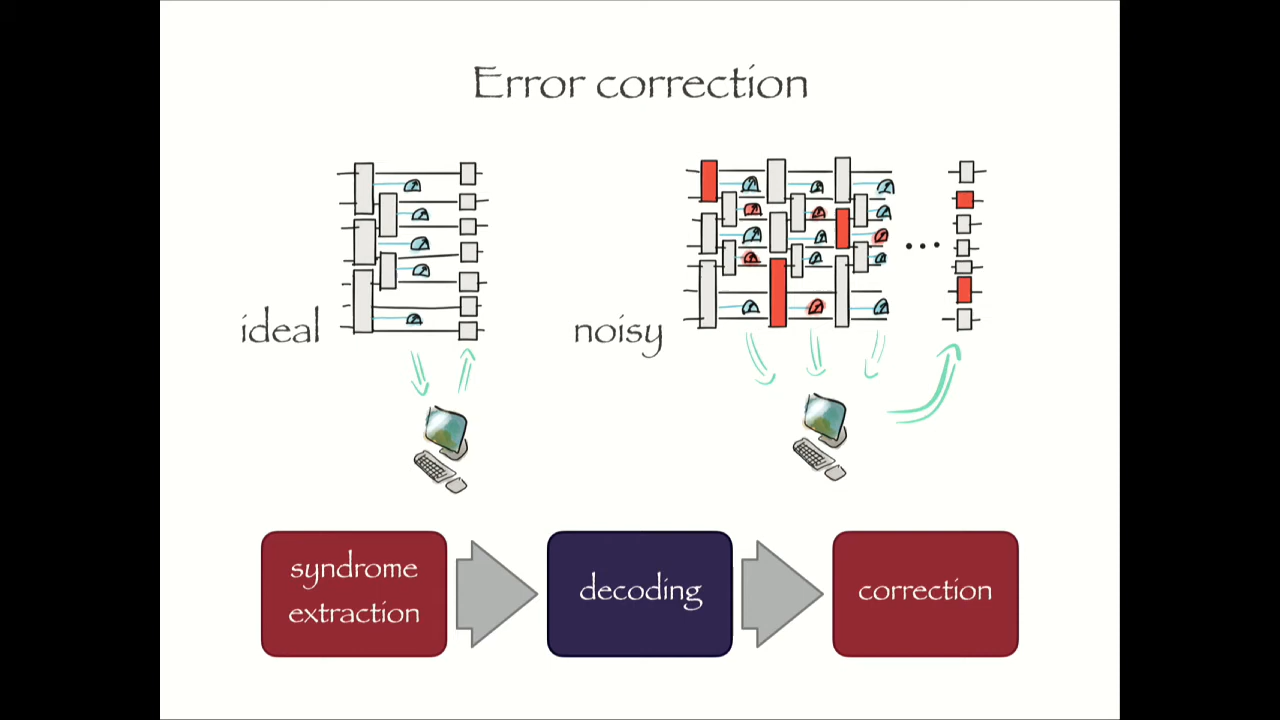 Error correction
ideal
noisy
...
syndrome
extraction
decoding
correction